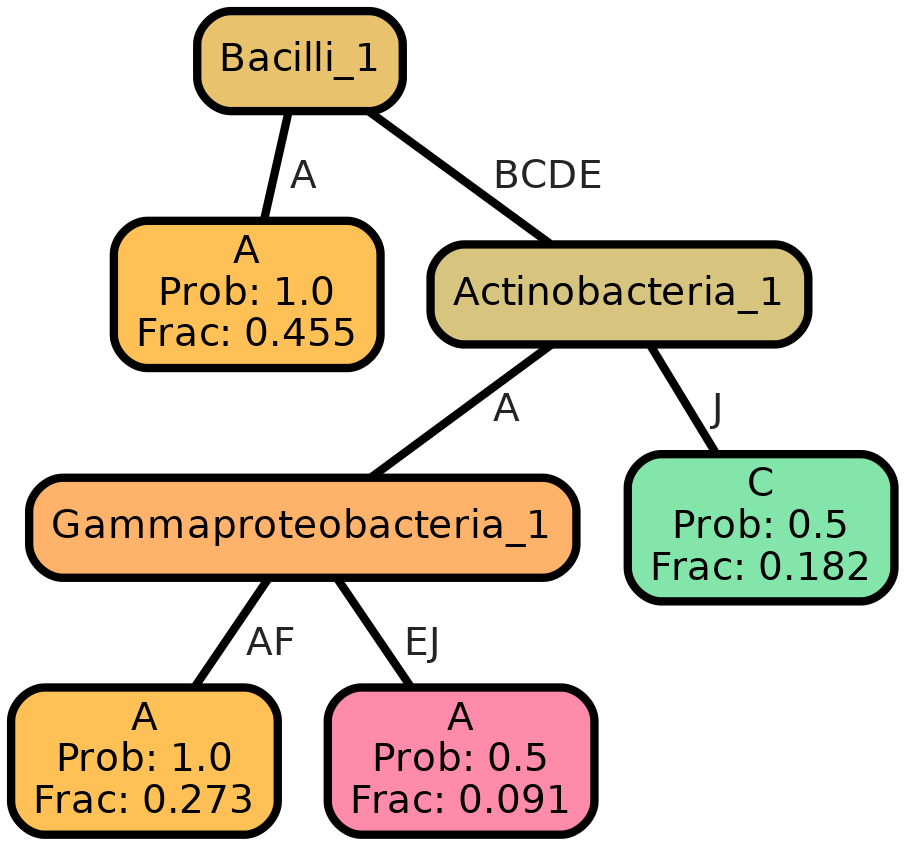 Bacilli_1
A
BCDE
A
Prob: 1.0
Frac: 0.455
Actinobacteria_1
A
J
Gammaproteobacteria_1
C
Prob: 0.5
Frac: 0.182
AF
EJ
A
Prob: 1.0
Frac: 0.273
A
Prob: 0.5
Frac: 0.091